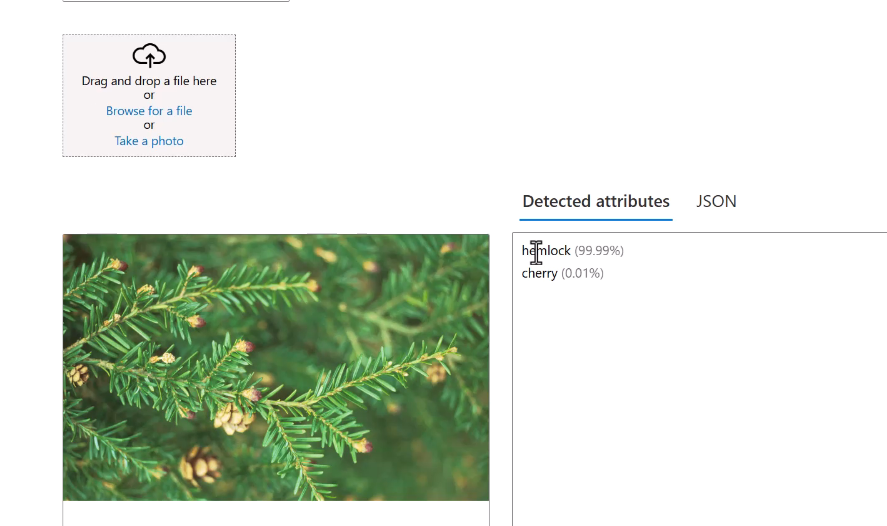 Drag and drop a file here
or
Browse for a file
or
Take a photo
Detected attributes
JSON
hemlock (99.99%)
cherry (0.01%)